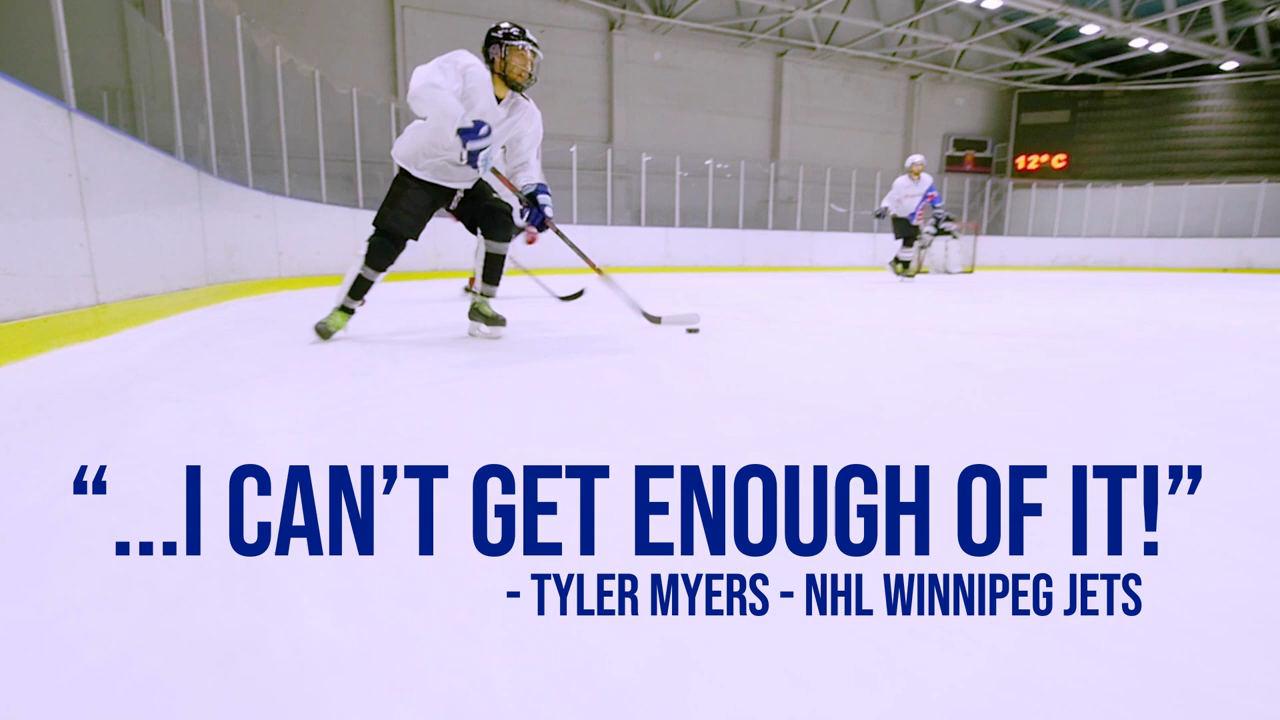 12°C
“...I CAN’T GET ENOUGH OF IT!”
- TYLER MYERS - NHL WINNIPEG JETS